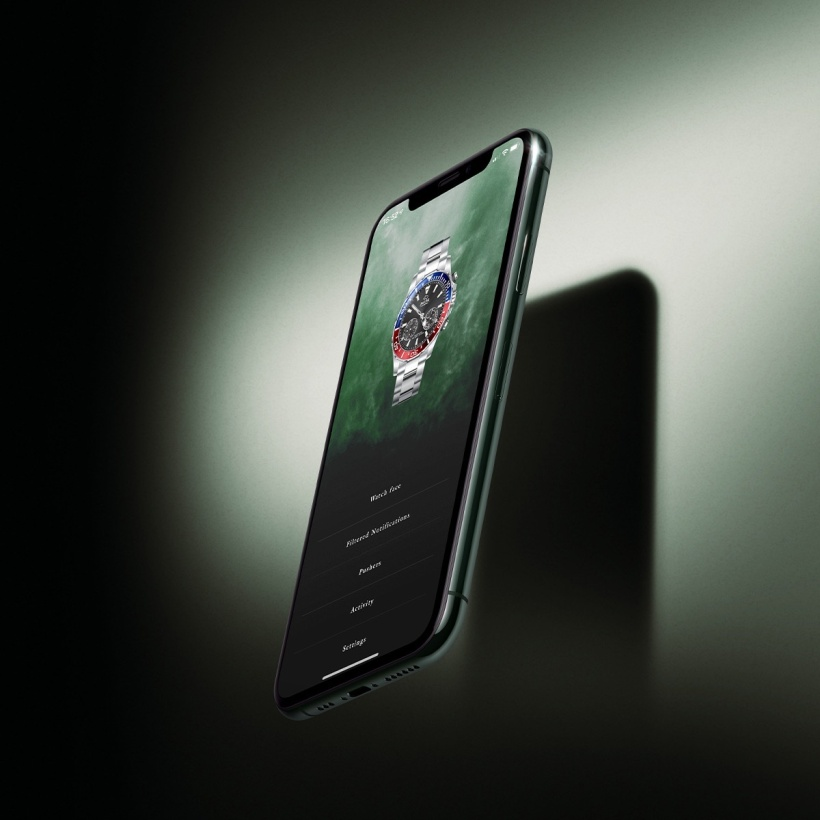 Watch face
Filtered Notifications
Pushers
Activity
Settings